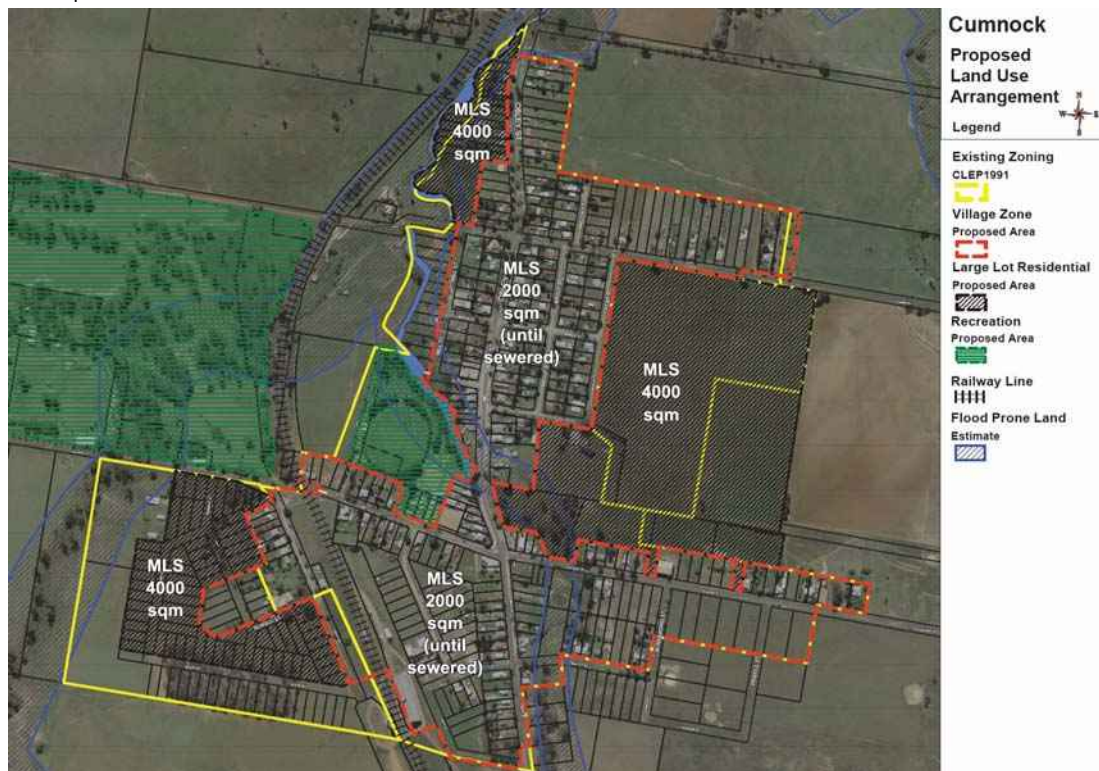 Cumnock
Proposed
Land Use
Arrangement
N
W E
S
Legend
Existing Zoning
CLEP1991
Village Zone
Proposed Area
Large Lot Residential
Proposed Area
Recreation
Proposed Area
Railway Line
Flood Prone Land
Estimate
MLS
4000
sqm
MLS
2000
sqm
(until
sewered)
MLS
4000
sqm
MLS
4000
sqm
MLS
2000
sqm
(until
sewered)